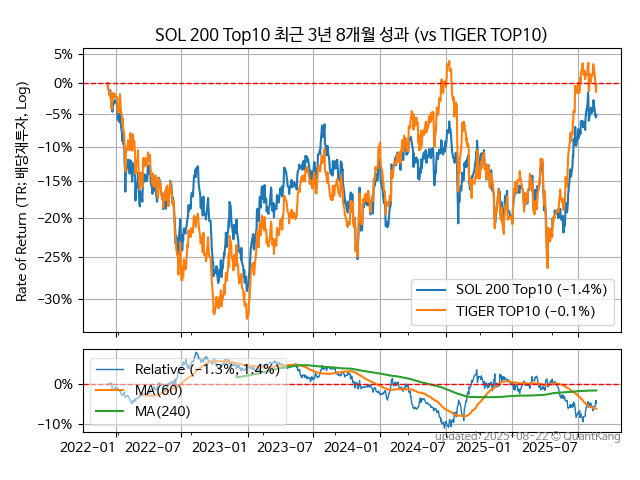 SOL 200 Top10 최근 3년 8개월 성과 (vs TIGER TOP10)
Rate of Return (TR: 배당재투자, Log)
5%
0%
−5%
−10%
−15%
−20%
−25%
−30%
SOL 200 Top10 (−1.4%)
TIGER TOP10 (−0.1%)
0%
−10%
Relative (−1.3%, 1.4%)
MA(60)
MA(240)
2022−01 2022−07 2023−01 2023−07 2024−01 2024−07 2025−01 2025−07
updated: 2025−08−22 © QuantKang